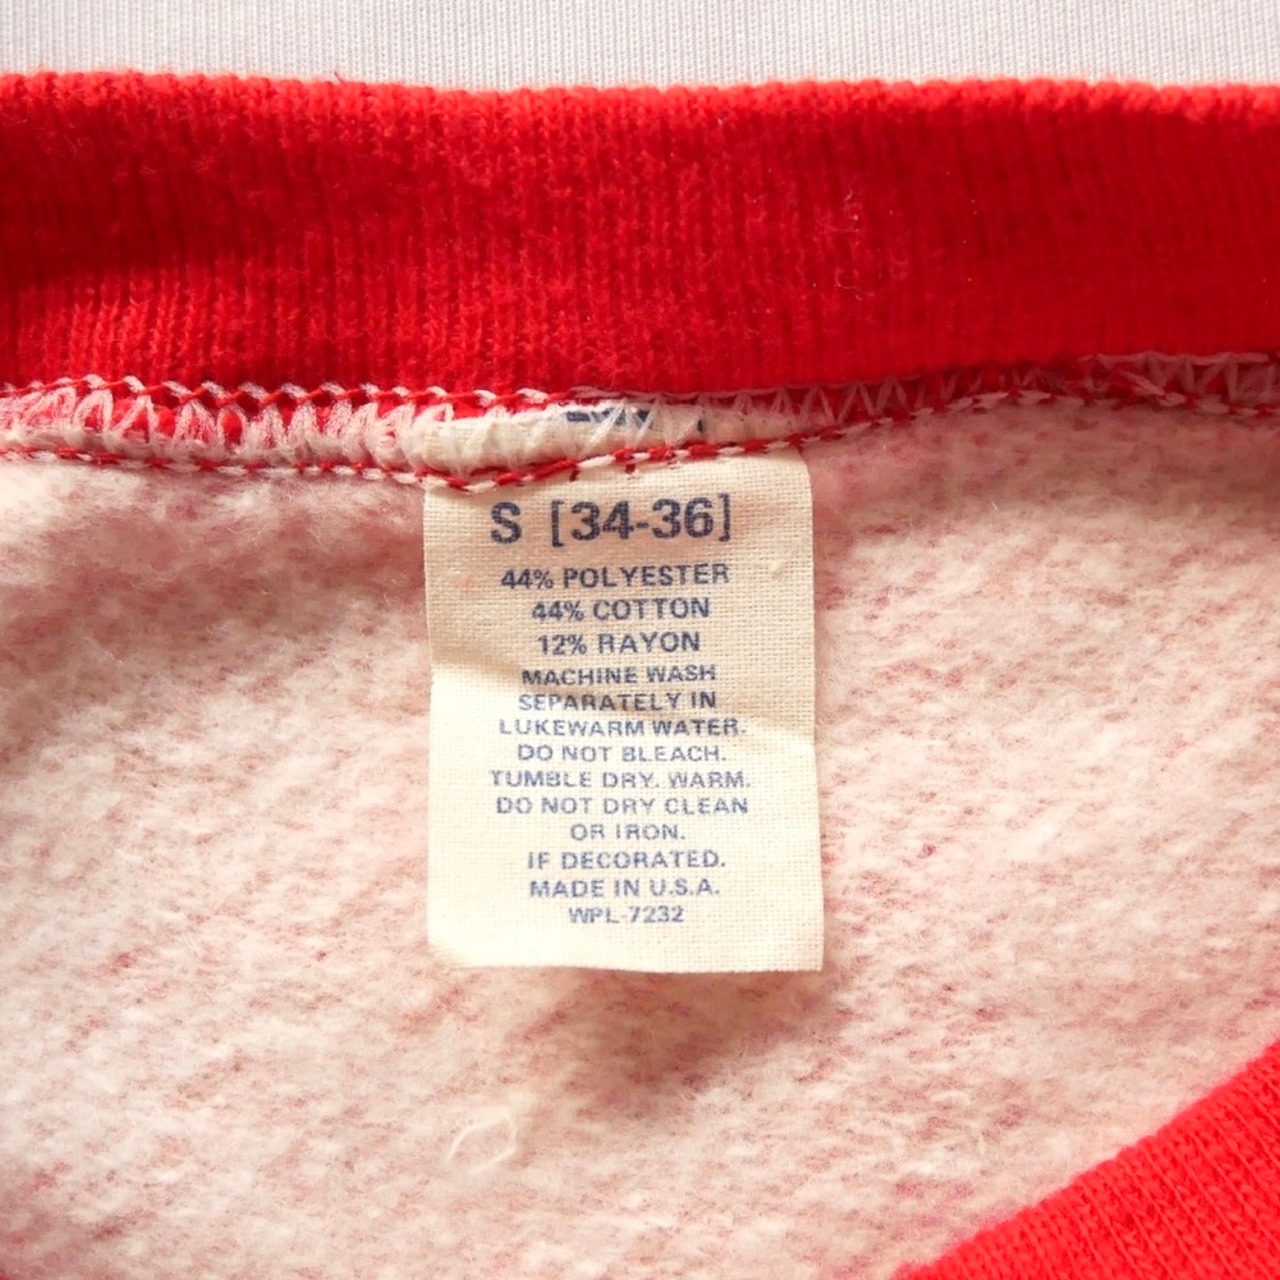 S [34-36]
44% POLYESTER
44% COTTON
12% RAYON
MACHINE WASH
SEPARATELY IN
LUKEWARM WATER.
DO NOT BLEACH.
TUMBLE DRY. WARM.
DO NOT DRY CLEAN
OR IRON.
IF DECORATED.
MADE IN U.S.A.
WPL-7232